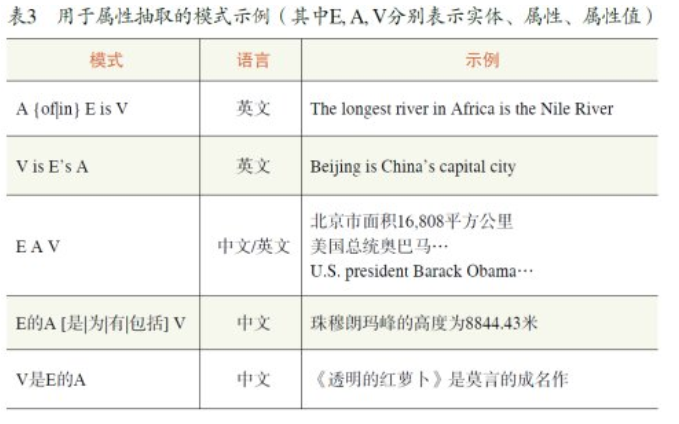 表3 用于属性抽取的模式示例（其中E, A, V分别表示实体、属性、属性值）
模式 语言 示例
A {of|in} E is V 英文 The longest river in Africa is the Nile River
V is E's A 英文 Beijing is China's capital city
北京市面积16,808平方公里
E A V 中文/英文 美国总统奥巴马…
U.S. president Barack Obama…
E的A [是|为|有|包括] V 中文 珠穆朗玛峰的高度为8844.43米
V是E的A 中文 《透明的红萝卜》是莫言的成名作